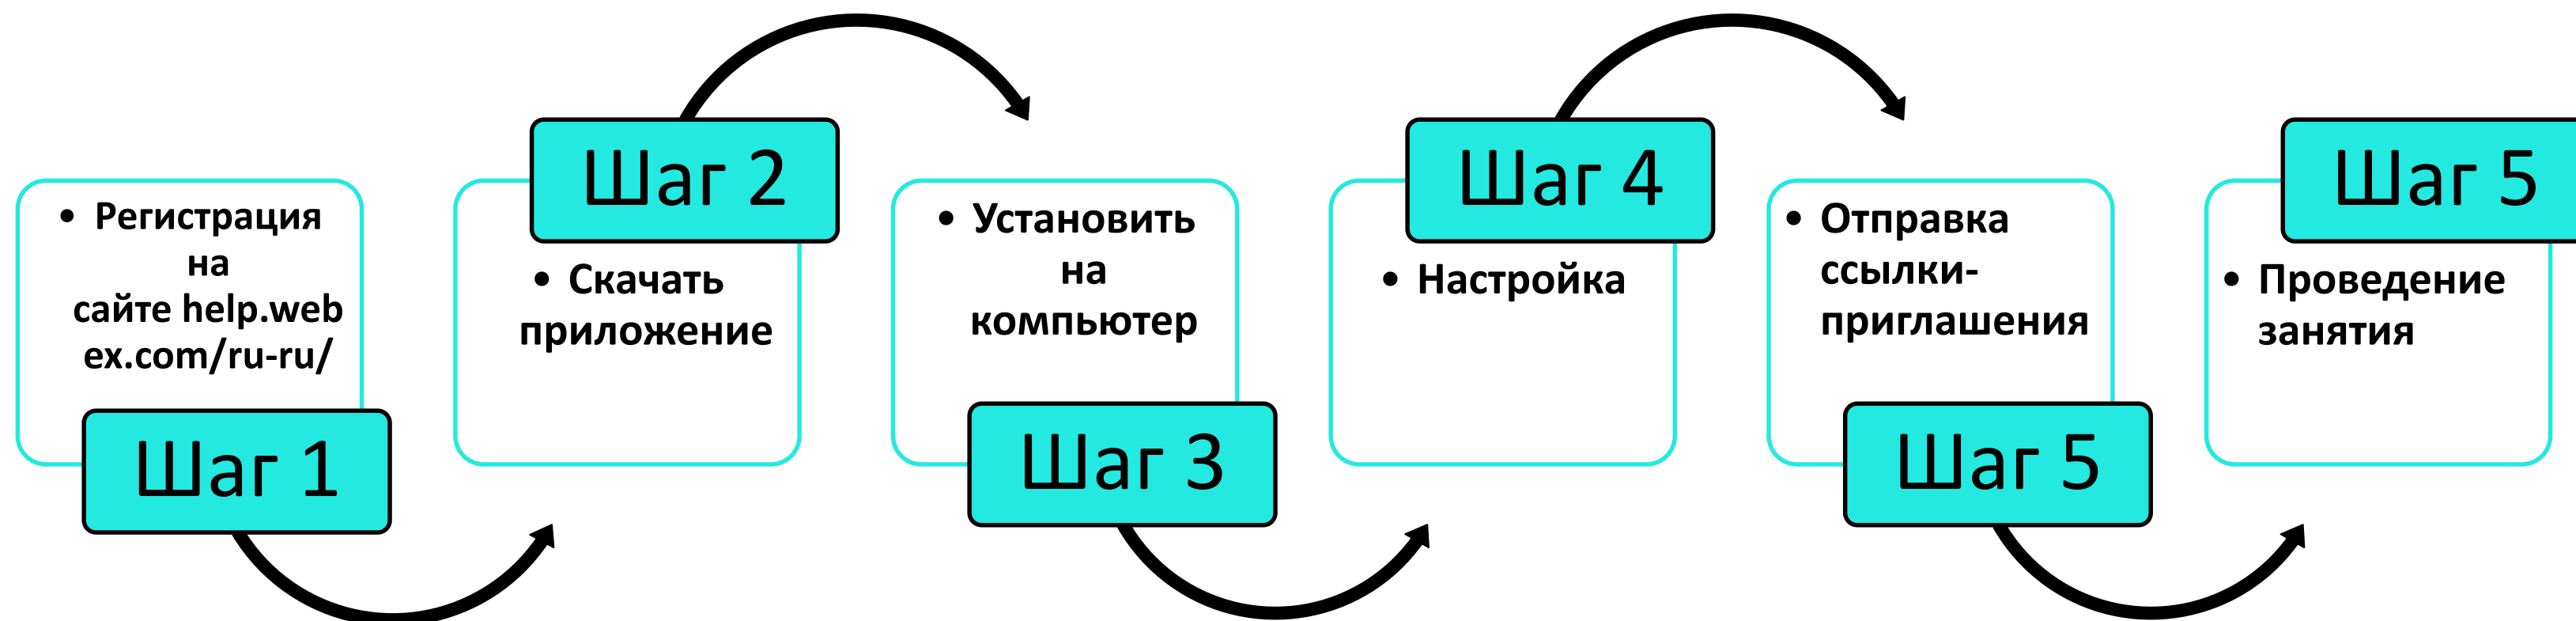 • Регистрация
на
сайте help.web
ex.com/ru-ru/
Шаг 1
Шаг 2
• Скачать
приложение
• Установить
на
компьютер
Шаг 3
Шаг 4
• Настройка
• Отправка
ссылки-
приглашения
Шаг 5
Шаг 5
• Проведение
занятия